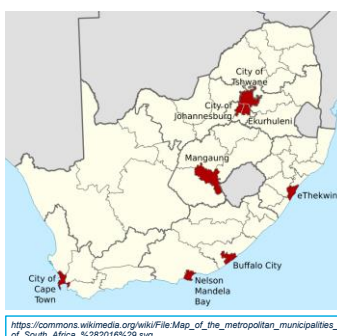 City of
Tshwane
City of
Johannesburg
Ekurhuleni
Mangaung
eThekwini
Buffalo City
City of
Cape
Town
Nelson
Mandela
Bay
https://commons.wikimedia.org/wiki/File:Map_of_the_metropolitan_municipalities_
of_South_Africa_%282016%29.svg